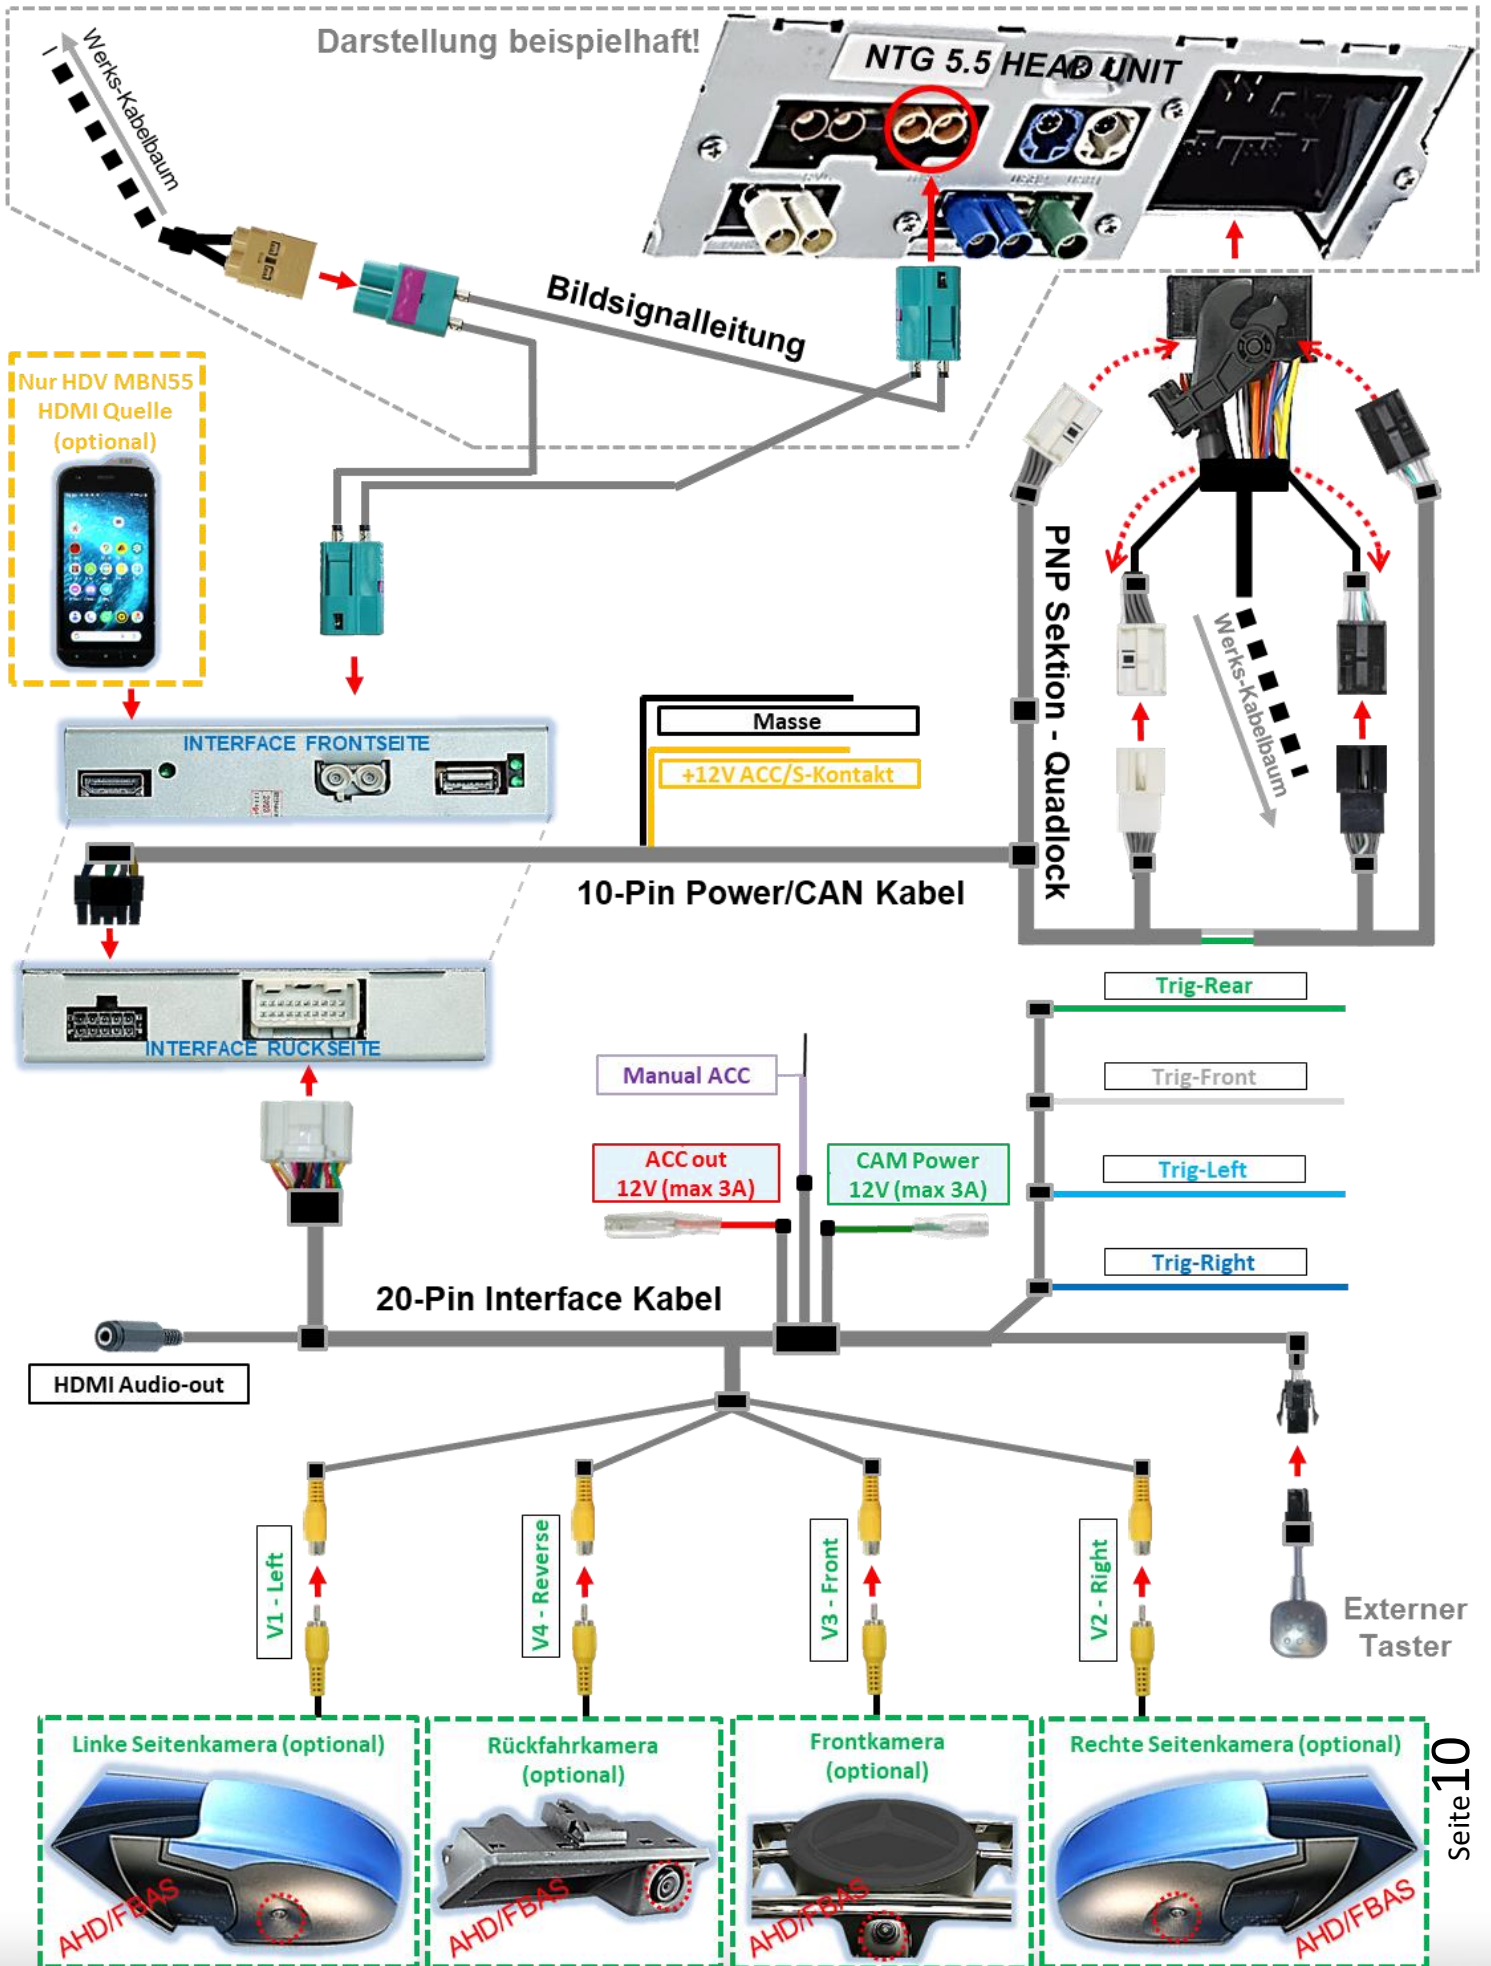 Darstellung beispielhaft!
NTG 5.5 HEAD UNIT
Werks-Kabelbaum
Bildsignalleitung
Nur HDV MBN55
HDMI Quelle
(optional)
PNP Sektion - Quadlock
Werks-Kabelbaum
INTERFACE FRONTSEITE
Masse
+12V ACC/S-Kontakt
10-Pin Power/CAN Kabel
INTERFACE RÜCKSEITE
Trig-Rear
Manual ACC
Trig-Front
ACC out
12V (max 3A)
CAM Power
12V (max 3A)
Trig-Left
Trig-Right
20-Pin Interface Kabel
HDMI Audio-out
V1 - Left
V4 - Reverse
V3 - Front
V2 - Right
Externer
Taster
Linke Seitenkamera (optional)
Rückfahrkamera
(optional)
Frontkamera
(optional)
Rechte Seitenkamera (optional)
AHD/FBAS
AHD/FBAS
AHD/FBAS
AHD/FBAS
Seite 10